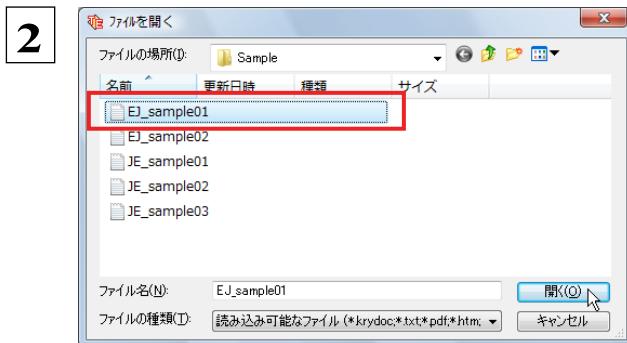 2
ファイルを開く
ファイルの場所(I):
Sample
名前 更新日時 種類 サイズ
EJ_sample01
EJ_sample02
JE_sample01
JE_sample02
JE_sample03
ファイル名(N): EJ_sample01 開く(O)
ファイルの種類(T): 読み込み可能なファイル (*.krydoc;*.txt;*.pdf;*.htm; キャンセル